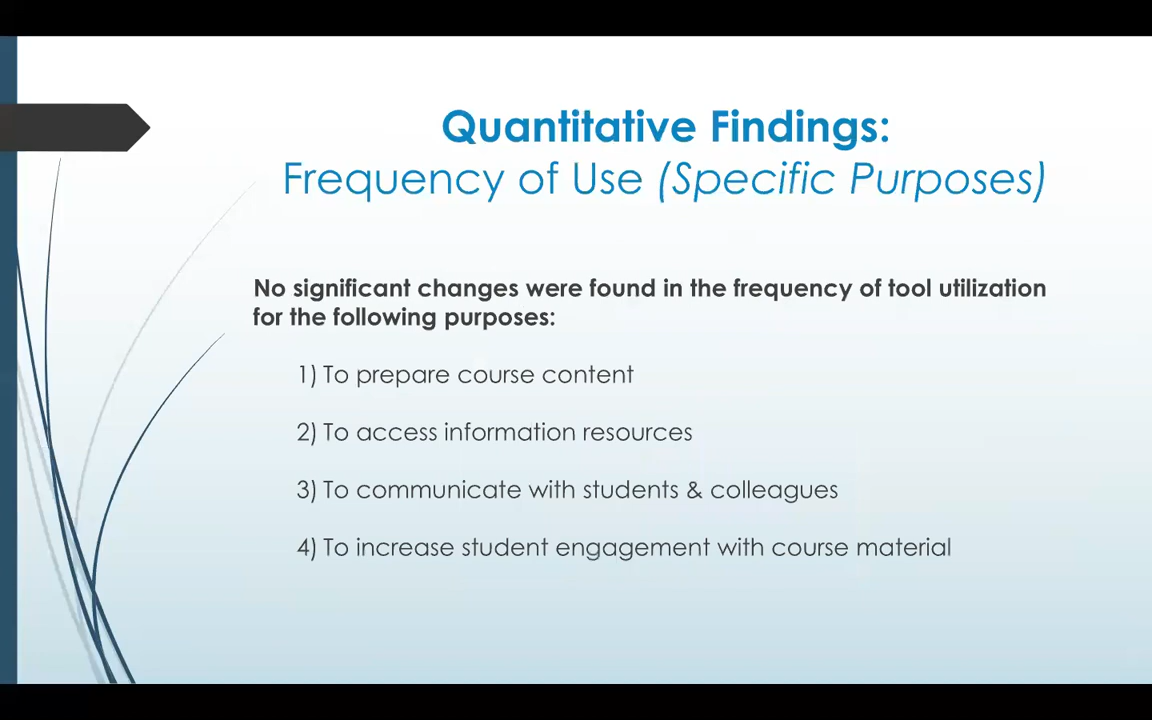 Quantitative Findings:
Frequency of Use (Specific Purposes)
No significant changes were found in the frequency of tool utilization
for the following purposes:
1) To prepare course content
2) To access information resources
3) To communicate with students & colleagues
4) To increase student engagement with course material